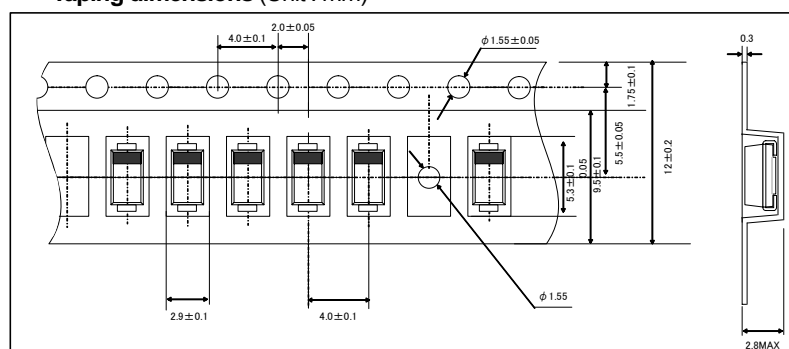 Taping dimensions (Unit : mm)
2.0±0.05
4.0±0.1
φ1.55±0.05
0.3
1.75±0.1
5.5±0.05
12±0.2
5.3±0.1
0.05
9.5±0.1
φ1.55
2.9±0.1
4.0±0.1
2.8MAX